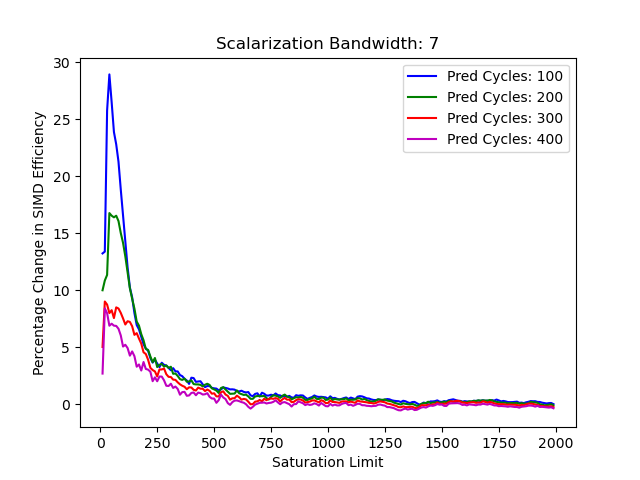 Scalarization Bandwidth: 7
Percentage Change in SIMD Efficiency
30
25
20
15
10
5
0
Pred Cycles: 100
Pred Cycles: 200
Pred Cycles: 300
Pred Cycles: 400
0 250 500 750 1000 1250 1500 1750 2000
Saturation Limit